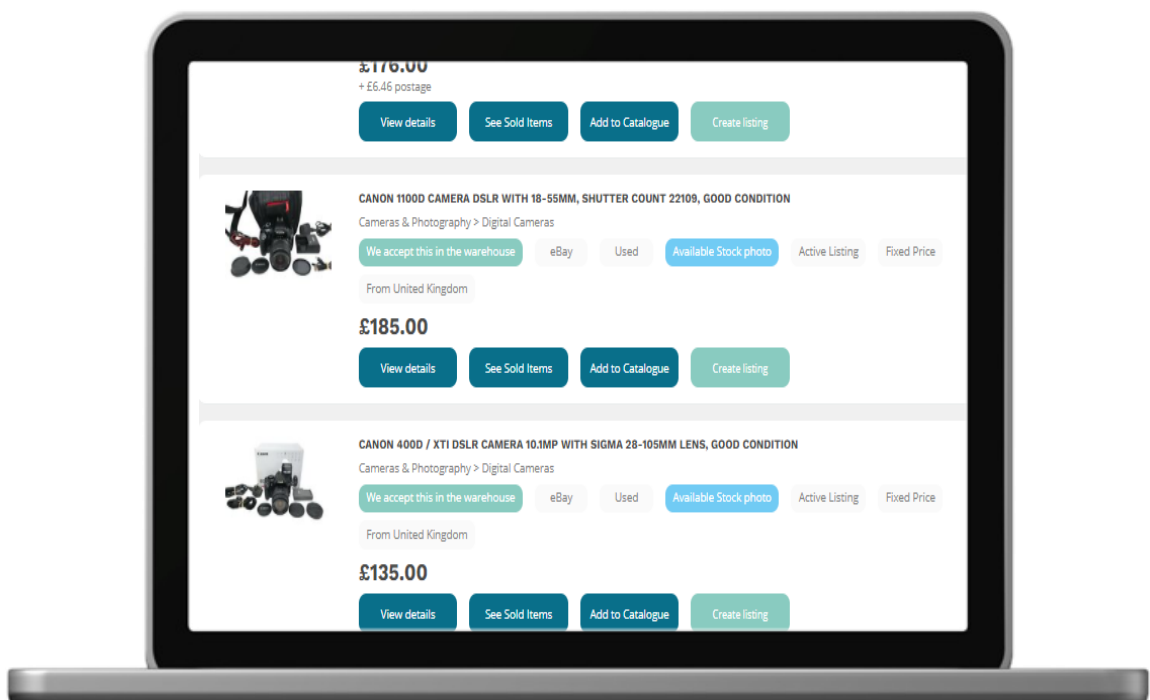 £176.00
+ £6.46 postage
View details See Sold Items Add to Catalogue Create listing
CANON 1100D CAMERA DSLR WITH 18-55MM, SHUTTER COUNT 22109, GOOD CONDITION
Cameras & Photography > Digital Cameras
We accept this in the warehouse eBay Used Available Stock photo Active Listing Fixed Price
From United Kingdom
£185.00
View details See Sold Items Add to Catalogue Create listing
CANON 400D / XTI DSLR CAMERA 10.1MP WITH SIGMA 28-105MM LENS, GOOD CONDITION
Cameras & Photography > Digital Cameras
We accept this in the warehouse eBay Used Available Stock photo Active Listing Fixed Price
From United Kingdom
£135.00
View details See Sold Items Add to Catalogue Create listing